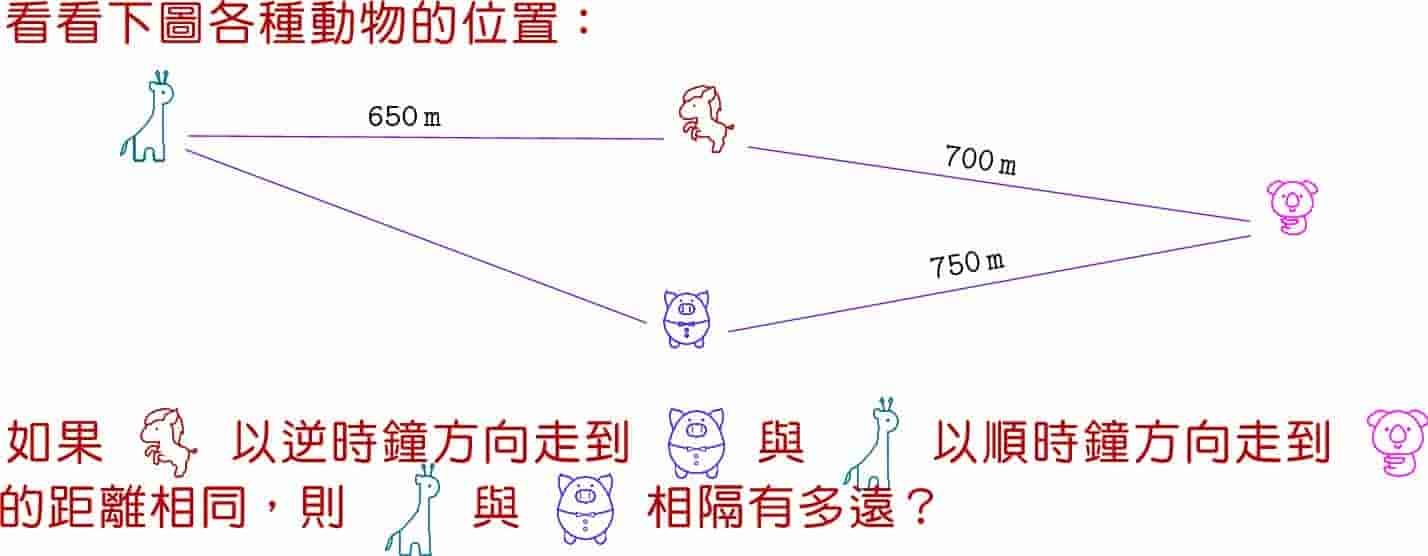 看看下圖各種動物的位置：
650 m
700 m
750 m
如果 以逆時鐘方向走到 與 以順時鐘方向走到
的距離相同，則 與 相隔有多遠？